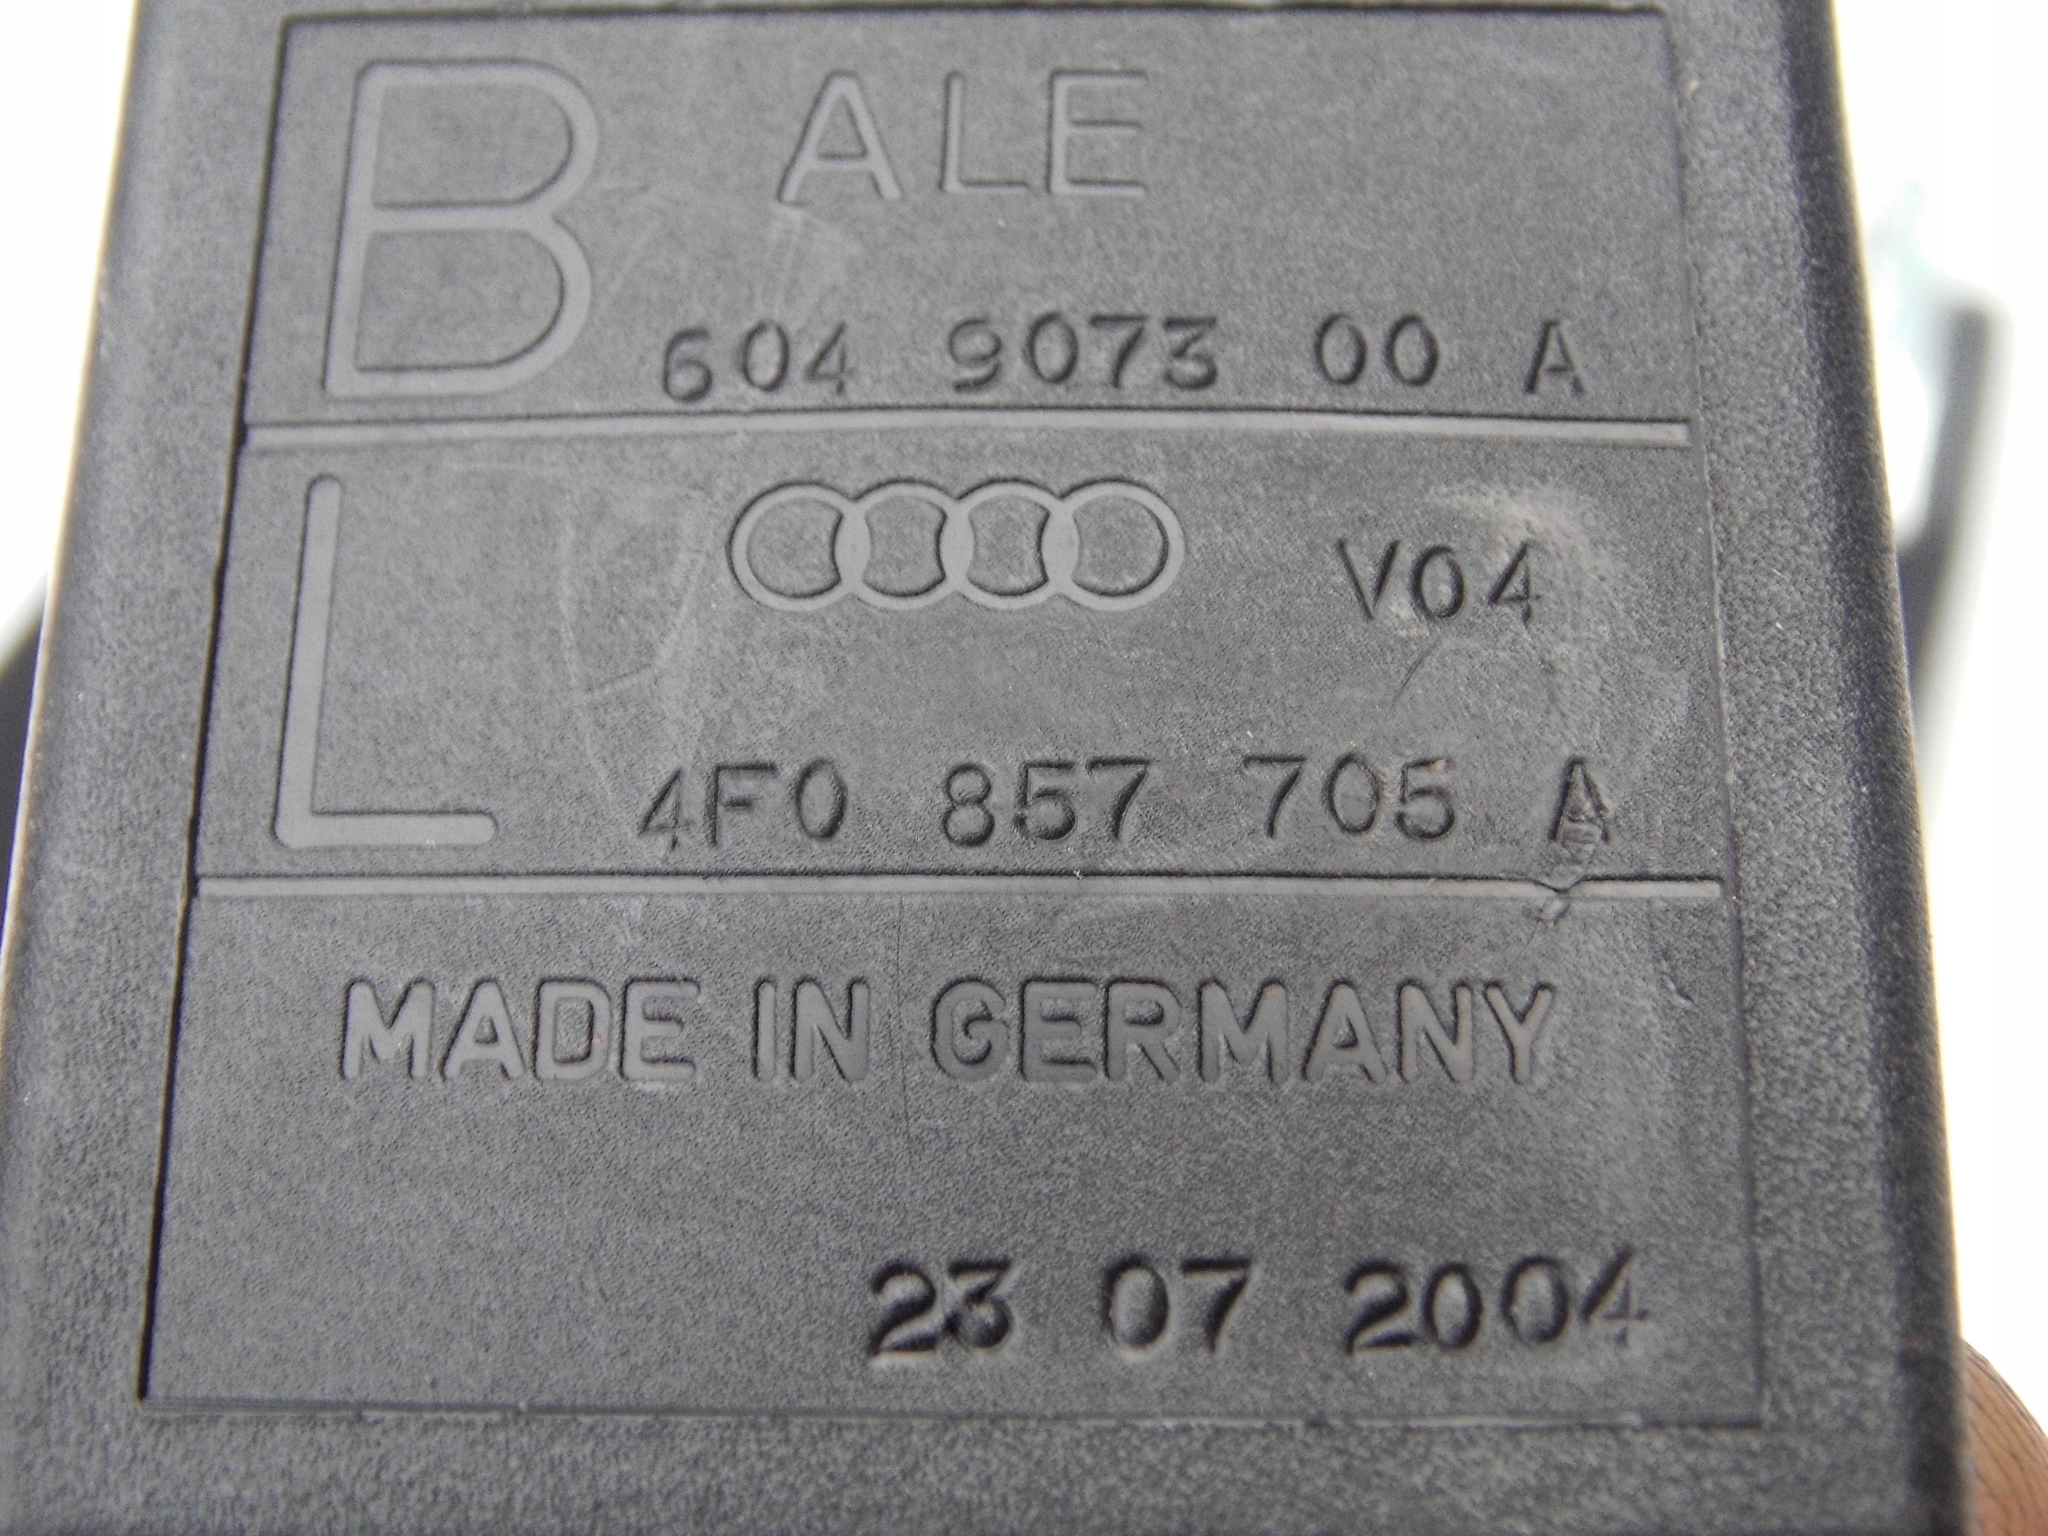 B ALE
604 9073 00 A
L V04
4F0 857 705 A
MADE IN GERMANY
23 07 2004